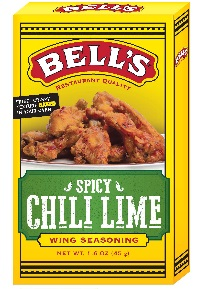 BELL'S
RESTAURANT QUALITY
SPICY
CHILI LIME
WING SEASONING
NET WT. 1.6 OZ (45 g)